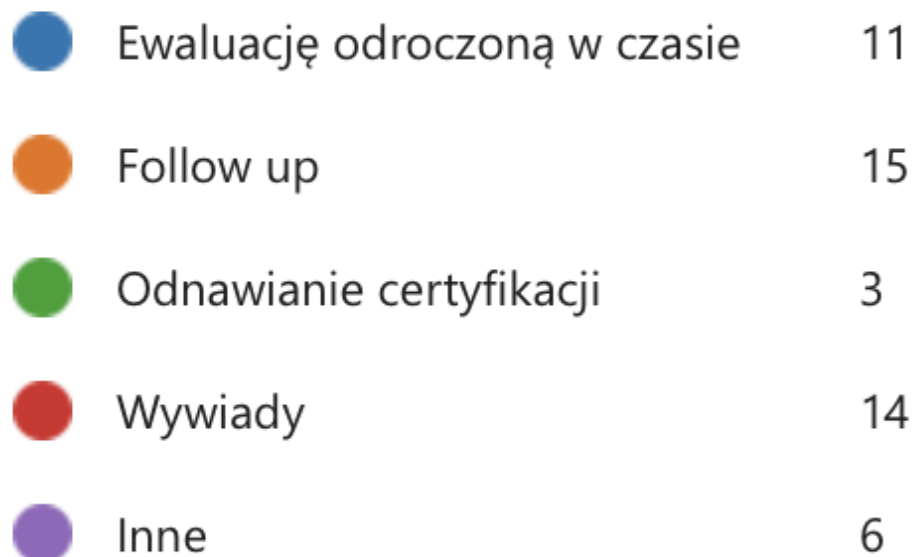 Ewaluację odroczoną w czasie 11
Follow up 15
Odnawianie certyfikacji 3
Wywiady 14
Inne 6